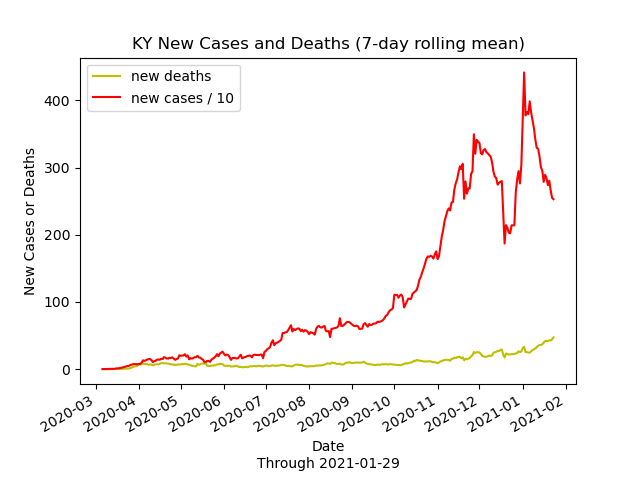 KY New Cases and Deaths (7-day rolling mean)
new deaths
new cases / 10
New Cases or Deaths
400
300
200
100
0
2020-03
2020-04
2020-05
2020-06
2020-07
2020-08
2020-09
2020-10
2020-11
2020-12
2021-01
2021-02
Date
Through 2021-01-29